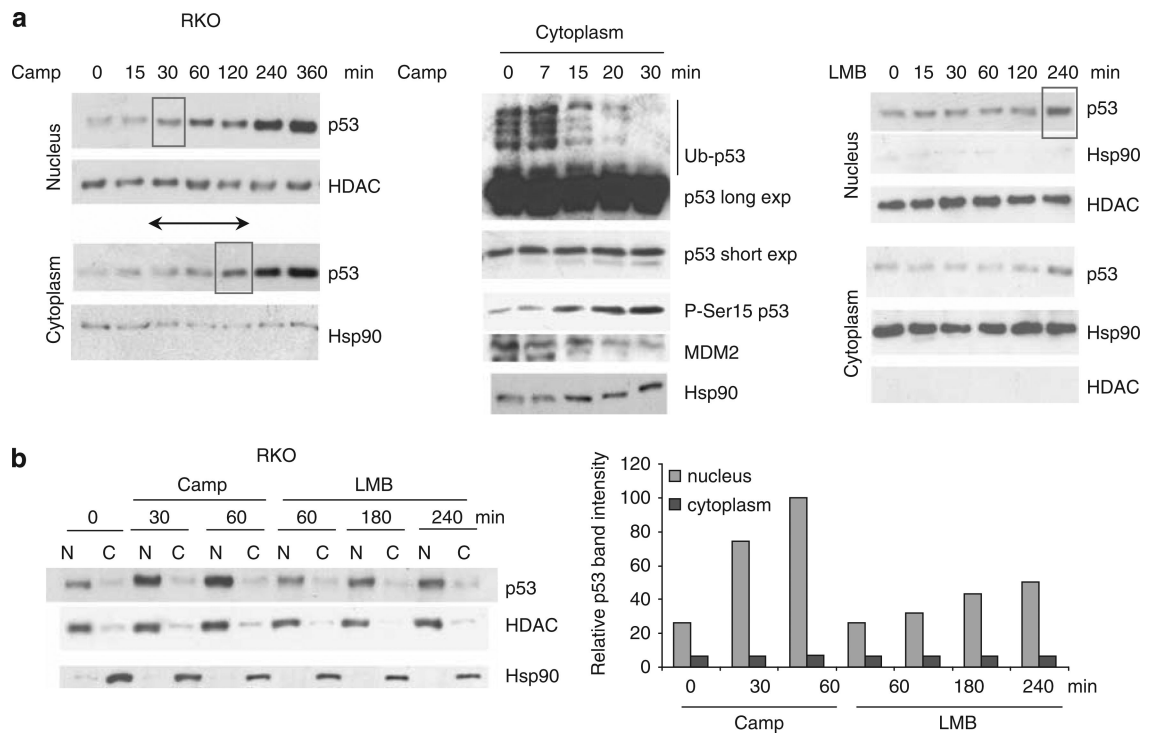 a
RKO
Camp 0 15 30 60 120 240 360 min
Nucleus
p53
HDAC
Cytoplasm
p53
Hsp90
Cytoplasm
Camp 0 7 15 20 30 min
Ub-p53
p53 long exp
p53 short exp
P-Ser15 p53
MDM2
Hsp90
LMB 0 15 30 60 120 240 min
Nucleus
p53
Hsp90
HDAC
Cytoplasm
p53
Hsp90
HDAC
b
RKO
Camp LMB
0 30 60 60 180 240 min
N C N C N C N C N C N C
p53
HDAC
Hsp90
Relative p53 band intensity
120
100
80
60
40
20
0
nucleus
cytoplasm
0 30 60 60 180 240 min
Camp LMB